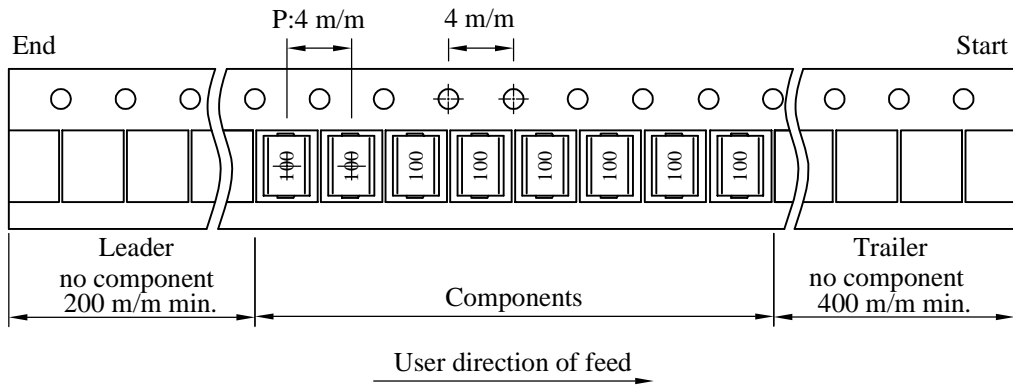 P:4 m/m
4 m/m
End
Start
100
100
100
100
100
100
100
100
Leader
no component
200 m/m min.
Components
Trailer
no component
400 m/m min.
User direction of feed